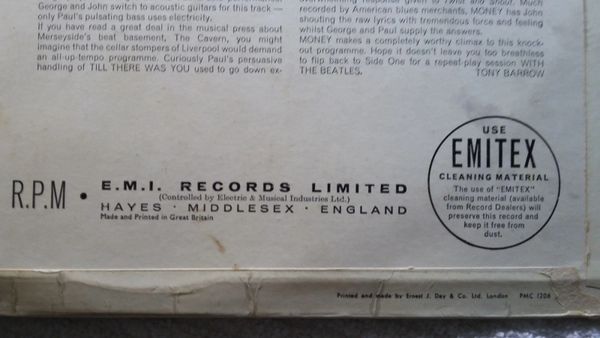 George and John switch to acoustic guitars for this track —
only Paul's pulsating bass uses electricity.
If you have read a great deal in the musical press about
Merseyside's beat basement, The Cavern, you might
imagine that the cellar stompers of Liverpool would demand
an all-up-tempo programme. Curiously Paul's persuasive
handling of TILL THERE WAS YOU used to go down ex-
response given to Twist and Shout. Much
recorded by American blues merchants, MONEY has John
shouting the raw lyrics with tremendous force and feeling
whilst George and Paul supply the answers.
MONEY makes a completely worthy climax to this knock-
out programme. Hope it doesn't leave you too breathless
to flip back to Side One for a repeat-play session WITH
THE BEATLES. TONY BARROW
R.P.M • E.M.I. RECORDS LIMITED
(Controlled by Electric & Musical Industries Ltd.)
HAYES · MIDDLESEX · ENGLAND
Made and Printed in Great Britain
USE
EMITEX
CLEANING MATERIAL
The use of "EMITEX"
cleaning material (available
from Record Dealers) will
preserve this record and
keep it free from
dust.
Printed and made by Ernest J. Day & Co. Ltd. London PMC 1206